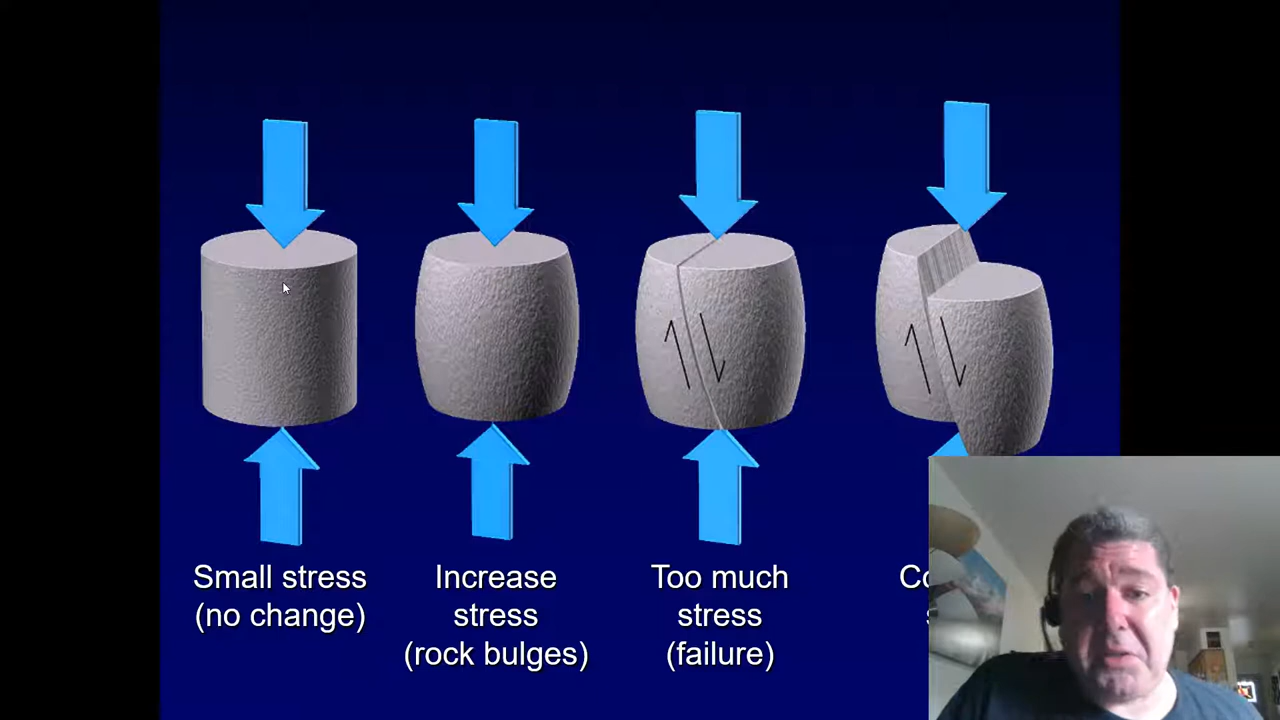 Small stress
(no change)
Increase
stress
(rock bulges)
Too much
stress
(failure)